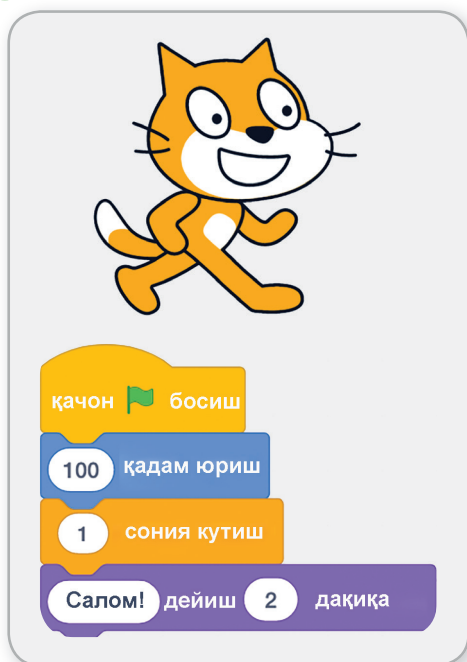 қачон босиш
100 қадам юриш
1 сония кутиш
Салом! дейиш 2 дақиқа